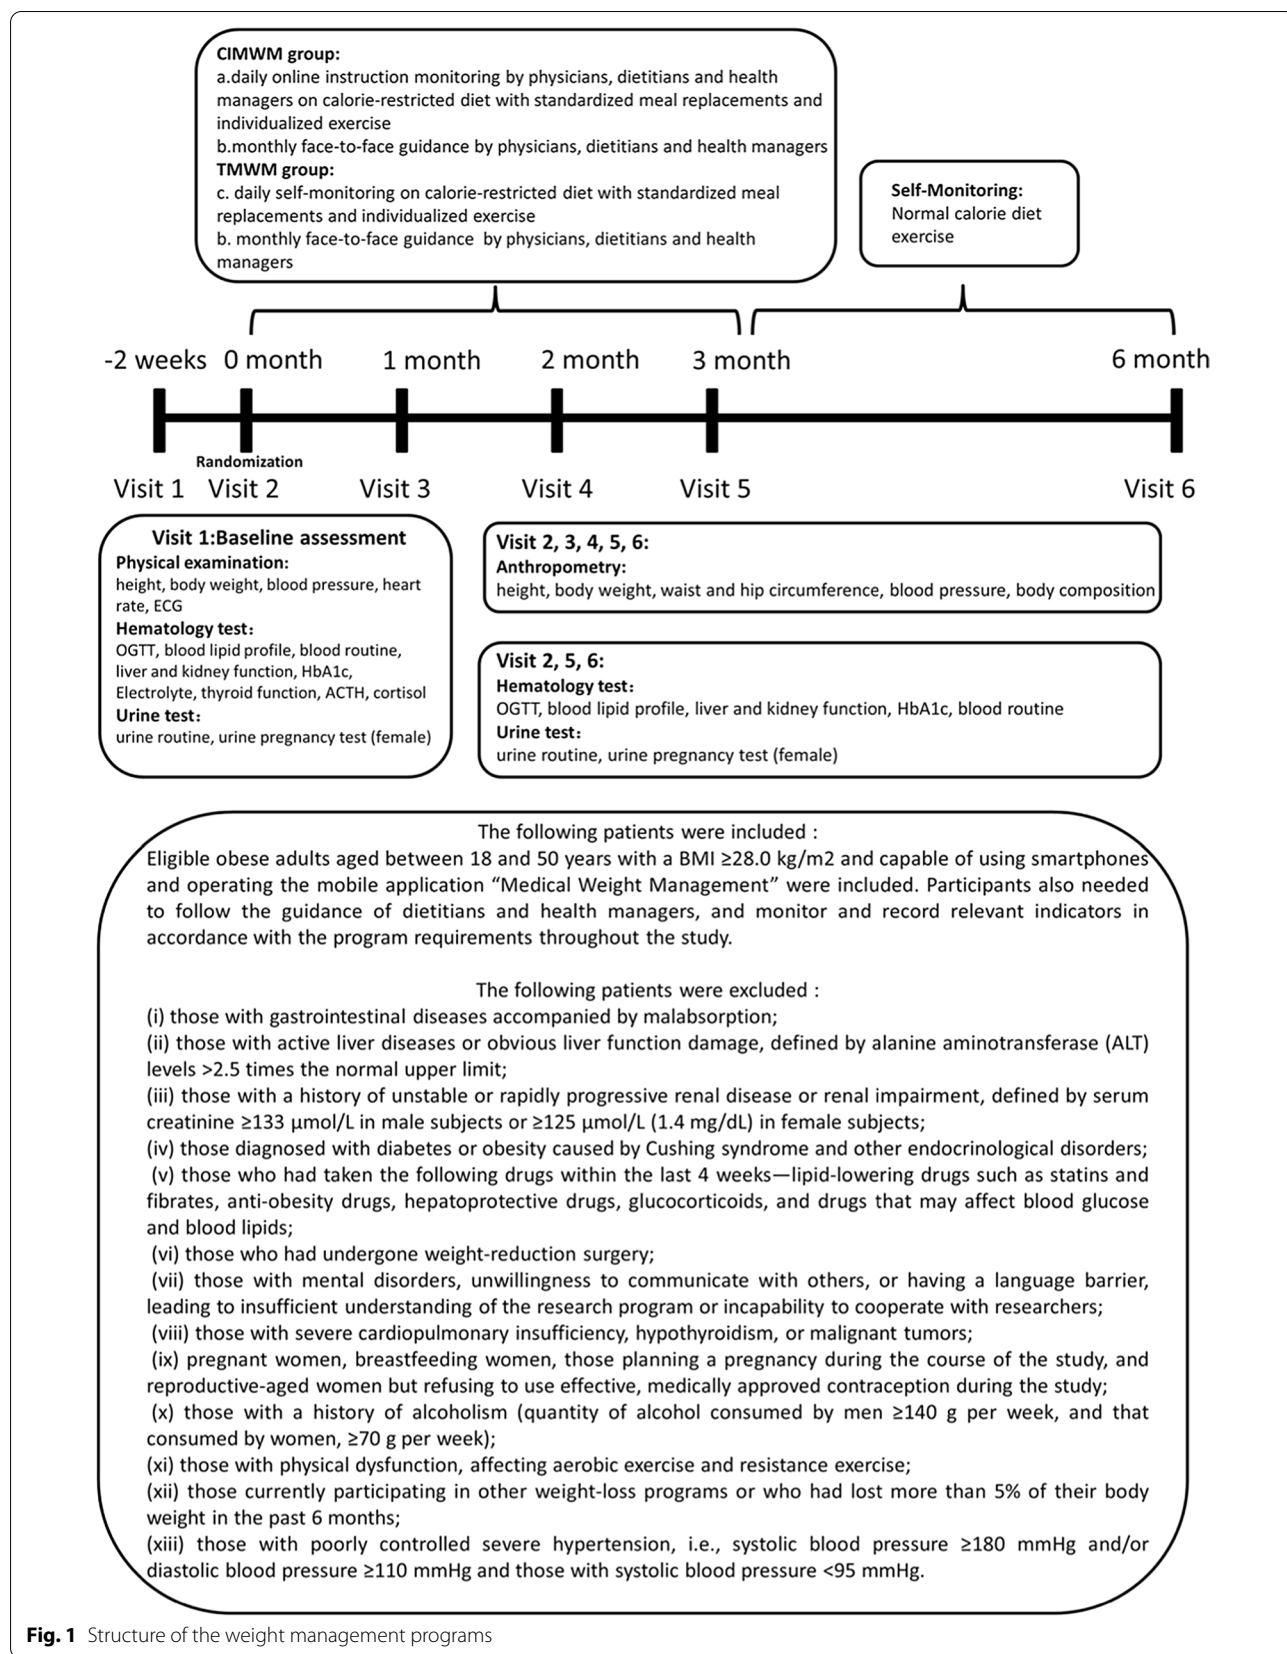 CIMWM group:
a.daily online instruction monitoring by physicians, dietitians and health
managers on calorie-restricted diet with standardized meal replacements and
individualized exercise
b.monthly face-to-face guidance by physicians, dietitians and health managers
TMWM group:
c. daily self-monitoring on calorie-restricted diet with standardized meal
replacements and individualized exercise
b. monthly face-to-face guidance by physicians, dietitians and health
managers
Self-Monitoring:
Normal calorie diet
exercise
-2 weeks 0 month 1 month 2 month 3 month 6 month
Randomization
Visit 1 Visit 2 Visit 3 Visit 4 Visit 5 Visit 6
Visit 1:Baseline assessment
Physical examination:
height, body weight, blood pressure, heart
rate, ECG
Hematology test:
OGTT, blood lipid profile, blood routine,
liver and kidney function, HbA1c,
Electrolyte, thyroid function, ACTH, cortisol
Urine test:
urine routine, urine pregnancy test (female)
Visit 2, 3, 4, 5, 6:
Anthropometry:
height, body weight, waist and hip circumference, blood pressure, body composition
Visit 2, 5, 6:
Hematology test:
OGTT, blood lipid profile, liver and kidney function, HbA1c, blood routine
Urine test:
urine routine, urine pregnancy test (female)
The following patients were included :
Eligible obese adults aged between 18 and 50 years with a BMI ≥28.0 kg/m2 and capable of using smartphones
and operating the mobile application “Medical Weight Management” were included. Participants also needed
to follow the guidance of dietitians and health managers, and monitor and record relevant indicators in
accordance with the program requirements throughout the study.
The following patients were excluded :
(i) those with gastrointestinal diseases accompanied by malabsorption;
(ii) those with active liver diseases or obvious liver function damage, defined by alanine aminotransferase (ALT)
levels >2.5 times the normal upper limit;
(iii) those with a history of unstable or rapidly progressive renal disease or renal impairment, defined by serum
creatinine ≥133 μmol/L in male subjects or ≥125 μmol/L (1.4 mg/dL) in female subjects;
(iv) those diagnosed with diabetes or obesity caused by Cushing syndrome and other endocrinological disorders;
(v) those who had taken the following drugs within the last 4 weeks—lipid-lowering drugs such as statins and
fibrates, anti-obesity drugs, hepatoprotective drugs, glucocorticoids, and drugs that may affect blood glucose
and blood lipids;
(vi) those who had undergone weight-reduction surgery;
(vii) those with mental disorders, unwillingness to communicate with others, or having a language barrier,
leading to insufficient understanding of the research program or incapability to cooperate with researchers;
(viii) those with severe cardiopulmonary insufficiency, hypothyroidism, or malignant tumors;
(ix) pregnant women, breastfeeding women, those planning a pregnancy during the course of the study, and
reproductive-aged women but refusing to use effective, medically approved contraception during the study;
(x) those with a history of alcoholism (quantity of alcohol consumed by men ≥140 g per week, and that
consumed by women, ≥70 g per week);
(xi) those with physical dysfunction, affecting aerobic exercise and resistance exercise;
(xii) those currently participating in other weight-loss programs or who had lost more than 5% of their body
weight in the past 6 months;
(xiii) those with poorly controlled severe hypertension, i.e., systolic blood pressure ≥180 mmHg and/or
diastolic blood pressure ≥110 mmHg and those with systolic blood pressure <95 mmHg.
Fig. 1 Structure of the weight management programs